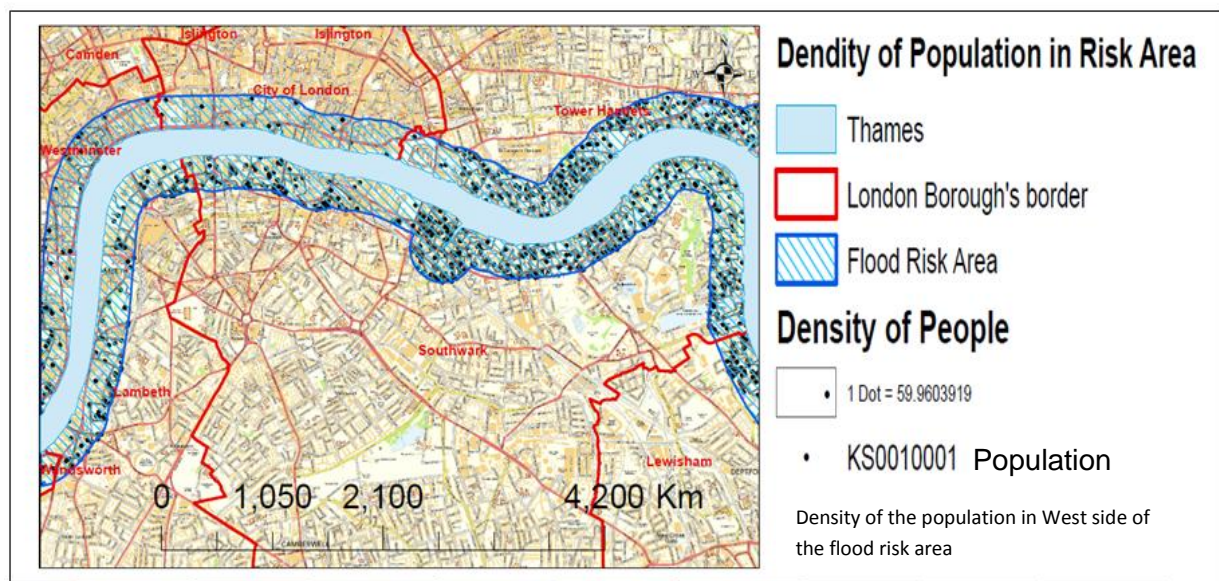 Islington
Islington
Camden
City of London
Tower Hamlets
Westminster
Southwark
Lambeth
Wandsworth
Lewisham
DEPTFORD
0 1,050 2,100 4,200 Km
CAMBERWELL
N
Dendity of Population in Risk Area
Thames
London Borough's border
Flood Risk Area
Density of People
1 Dot = 59.9603919
KS0010001 Population
Density of the population in West side of
the flood risk area